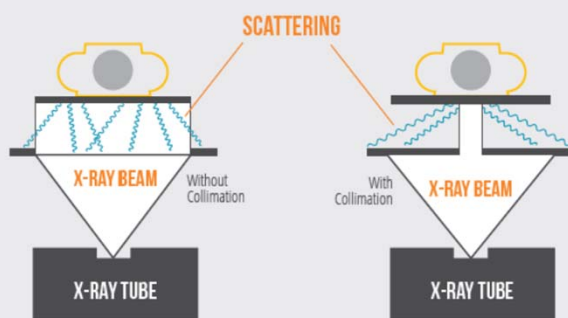 SCATTERING
X-RAY BEAM
Without
Collimation
With
Collimation
X-RAY BEAM
X-RAY TUBE
X-RAY TUBE